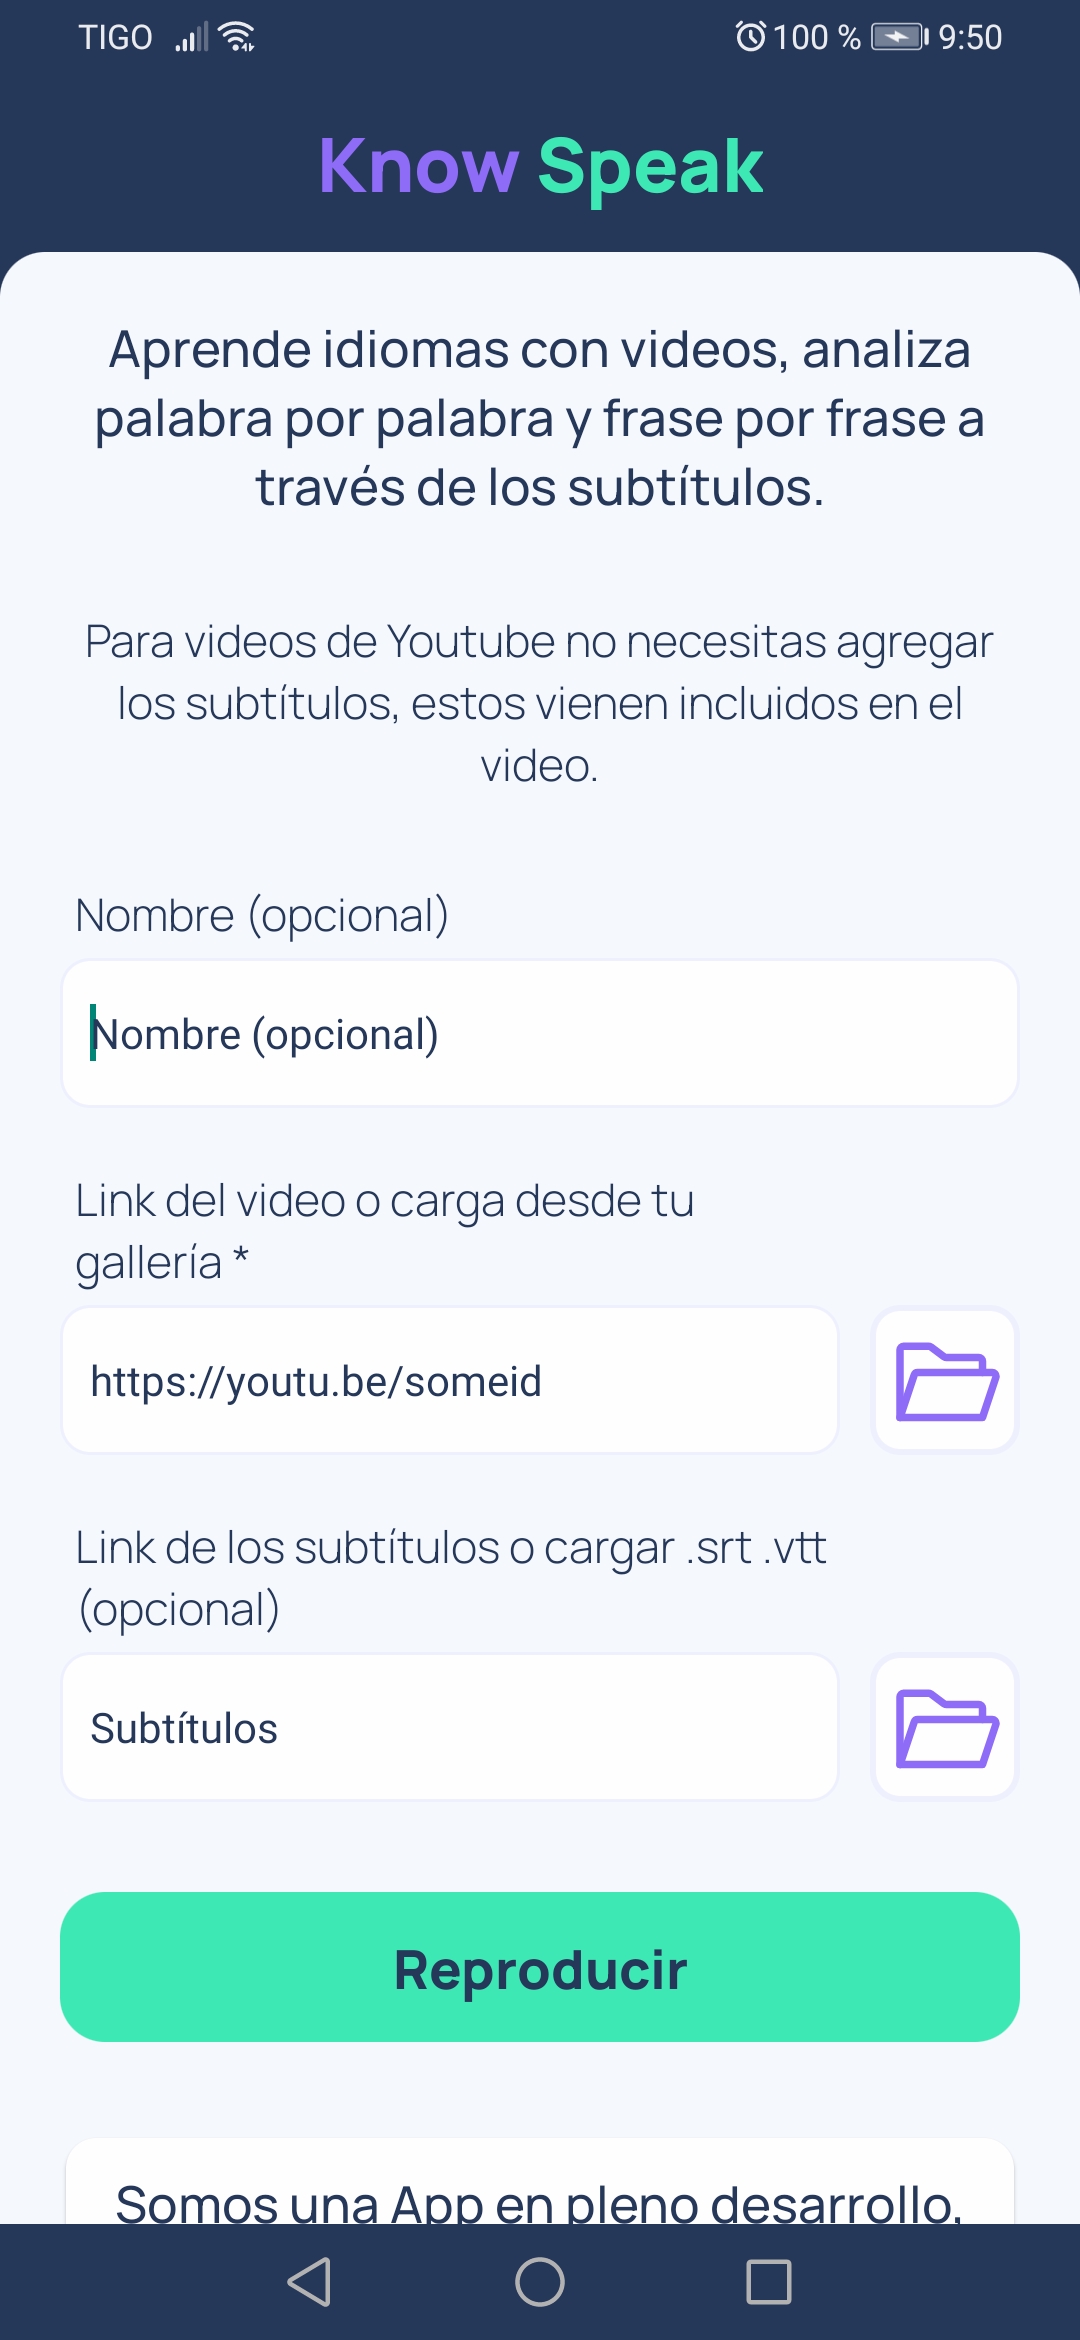 TIGO 100 % 9:50
Know Speak
Aprende idiomas con videos, analiza
palabra por palabra y frase por frase a
través de los subtítulos.
Para videos de Youtube no necesitas agregar
los subtítulos, estos vienen incluidos en el
video.
Nombre (opcional)
Nombre (opcional)
Link del video o carga desde tu
gallería *
https://youtu.be/someid
Link de los subtítulos o cargar .srt .vtt
(opcional)
Subtítulos
Reproducir
Somos una App en pleno desarrollo,